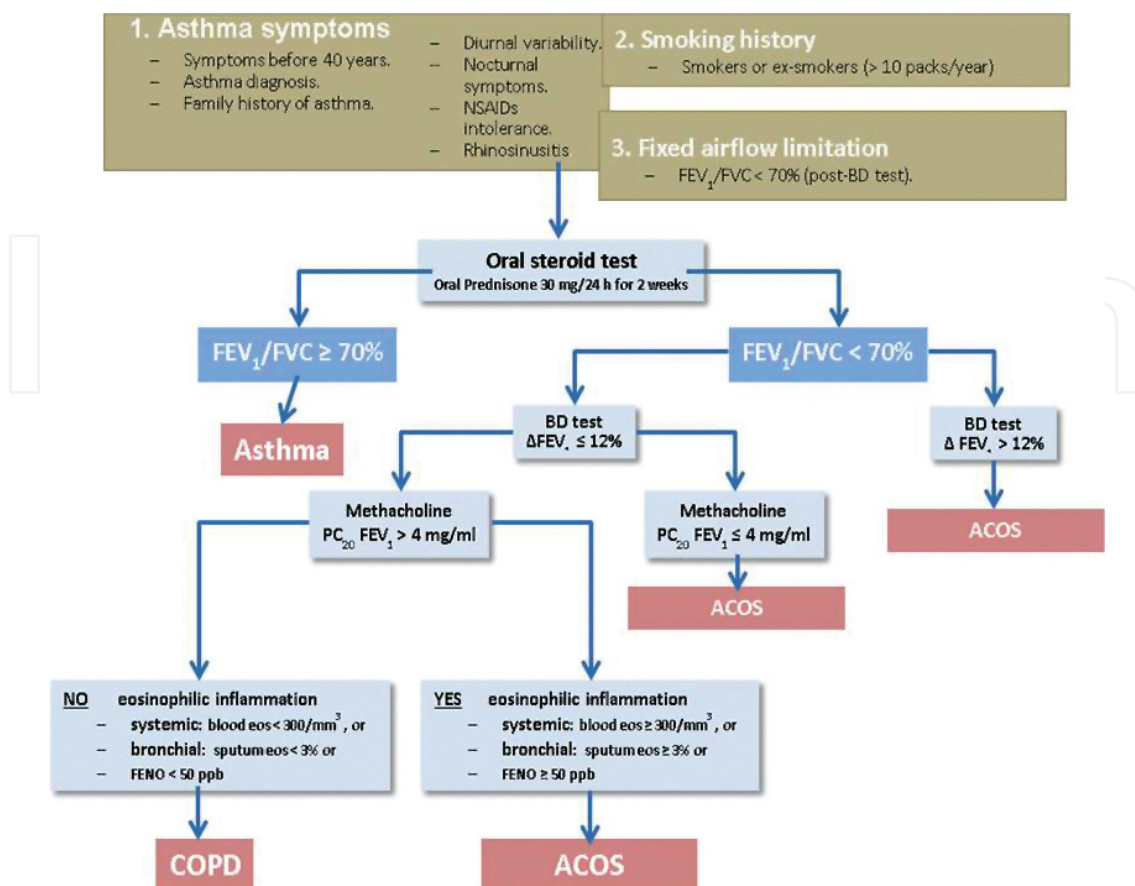 1. Asthma symptoms
– Symptoms before 40 years.
– Asthma diagnosis.
– Family history of asthma.
– Diurnal variability.
– Nocturnal
symptoms.
– NSAIDs
intolerance.
– Rhinosinusitis
2. Smoking history
– Smokers or ex-smokers (> 10 packs/year)
3. Fixed airflow limitation
– FEV₁/FVC < 70% (post-BD test).
Oral steroid test
Oral Prednisone 30 mg/24 h for 2 weeks
FEV₁/FVC ≥ 70%
FEV₁/FVC < 70%
Asthma
BD test
ΔFEV₁ ≤ 12%
BD test
Δ FEV₁ > 12%
ACOS
Methacholine
PC₂₀ FEV₁ > 4 mg/ml
Methacholine
PC₂₀ FEV₁ ≤ 4 mg/ml
ACOS
NO eosinophilic inflammation
– systemic: blood eos < 300/mm³, or
– bronchial: sputum eos < 3% or
– FENO < 50 ppb
YES eosinophilic inflammation
– systemic: blood eos ≥ 300/mm³, or
– bronchial: sputum eos ≥ 3% or
– FENO ≥ 50 ppb
COPD
ACOS